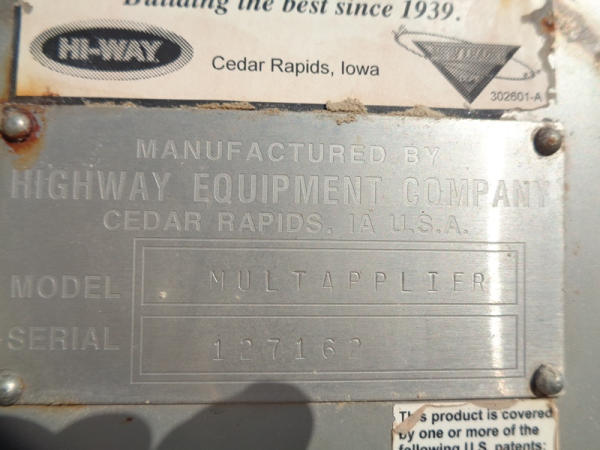 Building the best since 1939.
HI-WAY
Cedar Rapids, Iowa
302601-A
MANUFACTURED BY
HIGHWAY EQUIPMENT COMPANY
CEDAR RAPIDS, IA U.S.A.
MODEL MULTAPPLIER
SERIAL 127162
This product is covered
by one or more of the
following U.S. patents: